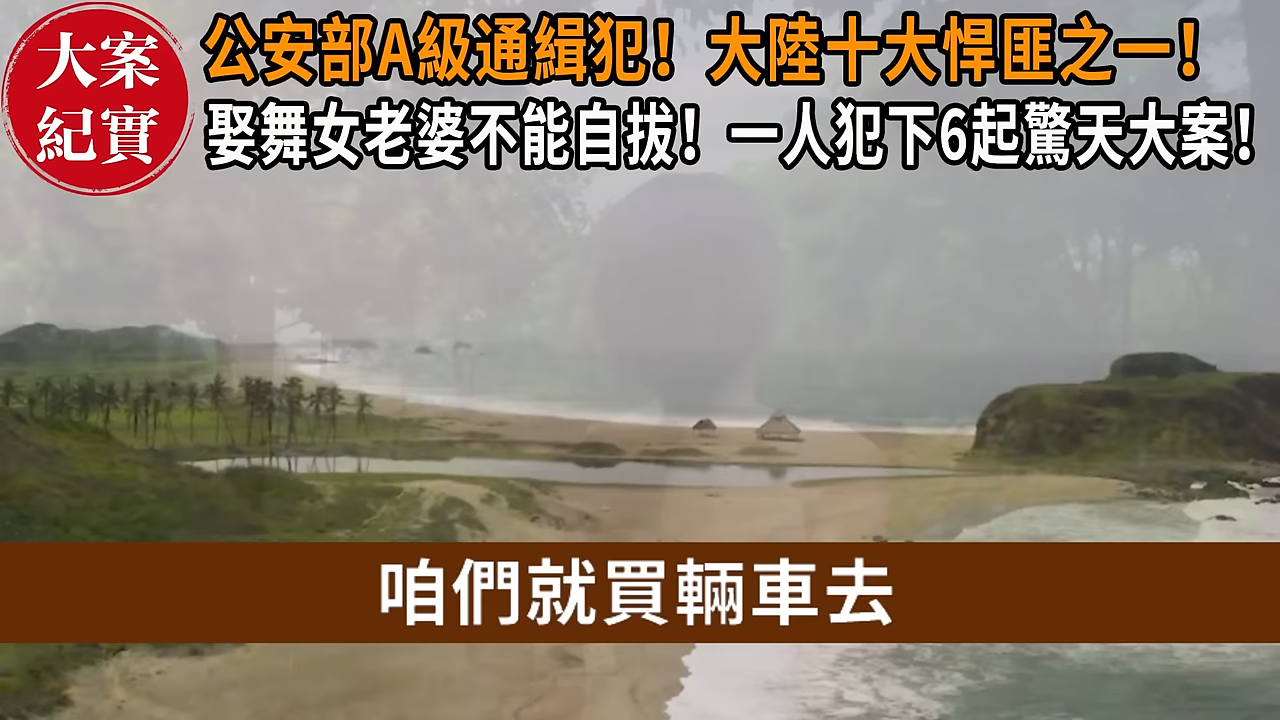 大案
紀實
公安部A級通緝犯！大陸十大悍匪之一！
娶舞女老婆不能自拔！一人犯下6起驚天大案！
咱們就買輛車去